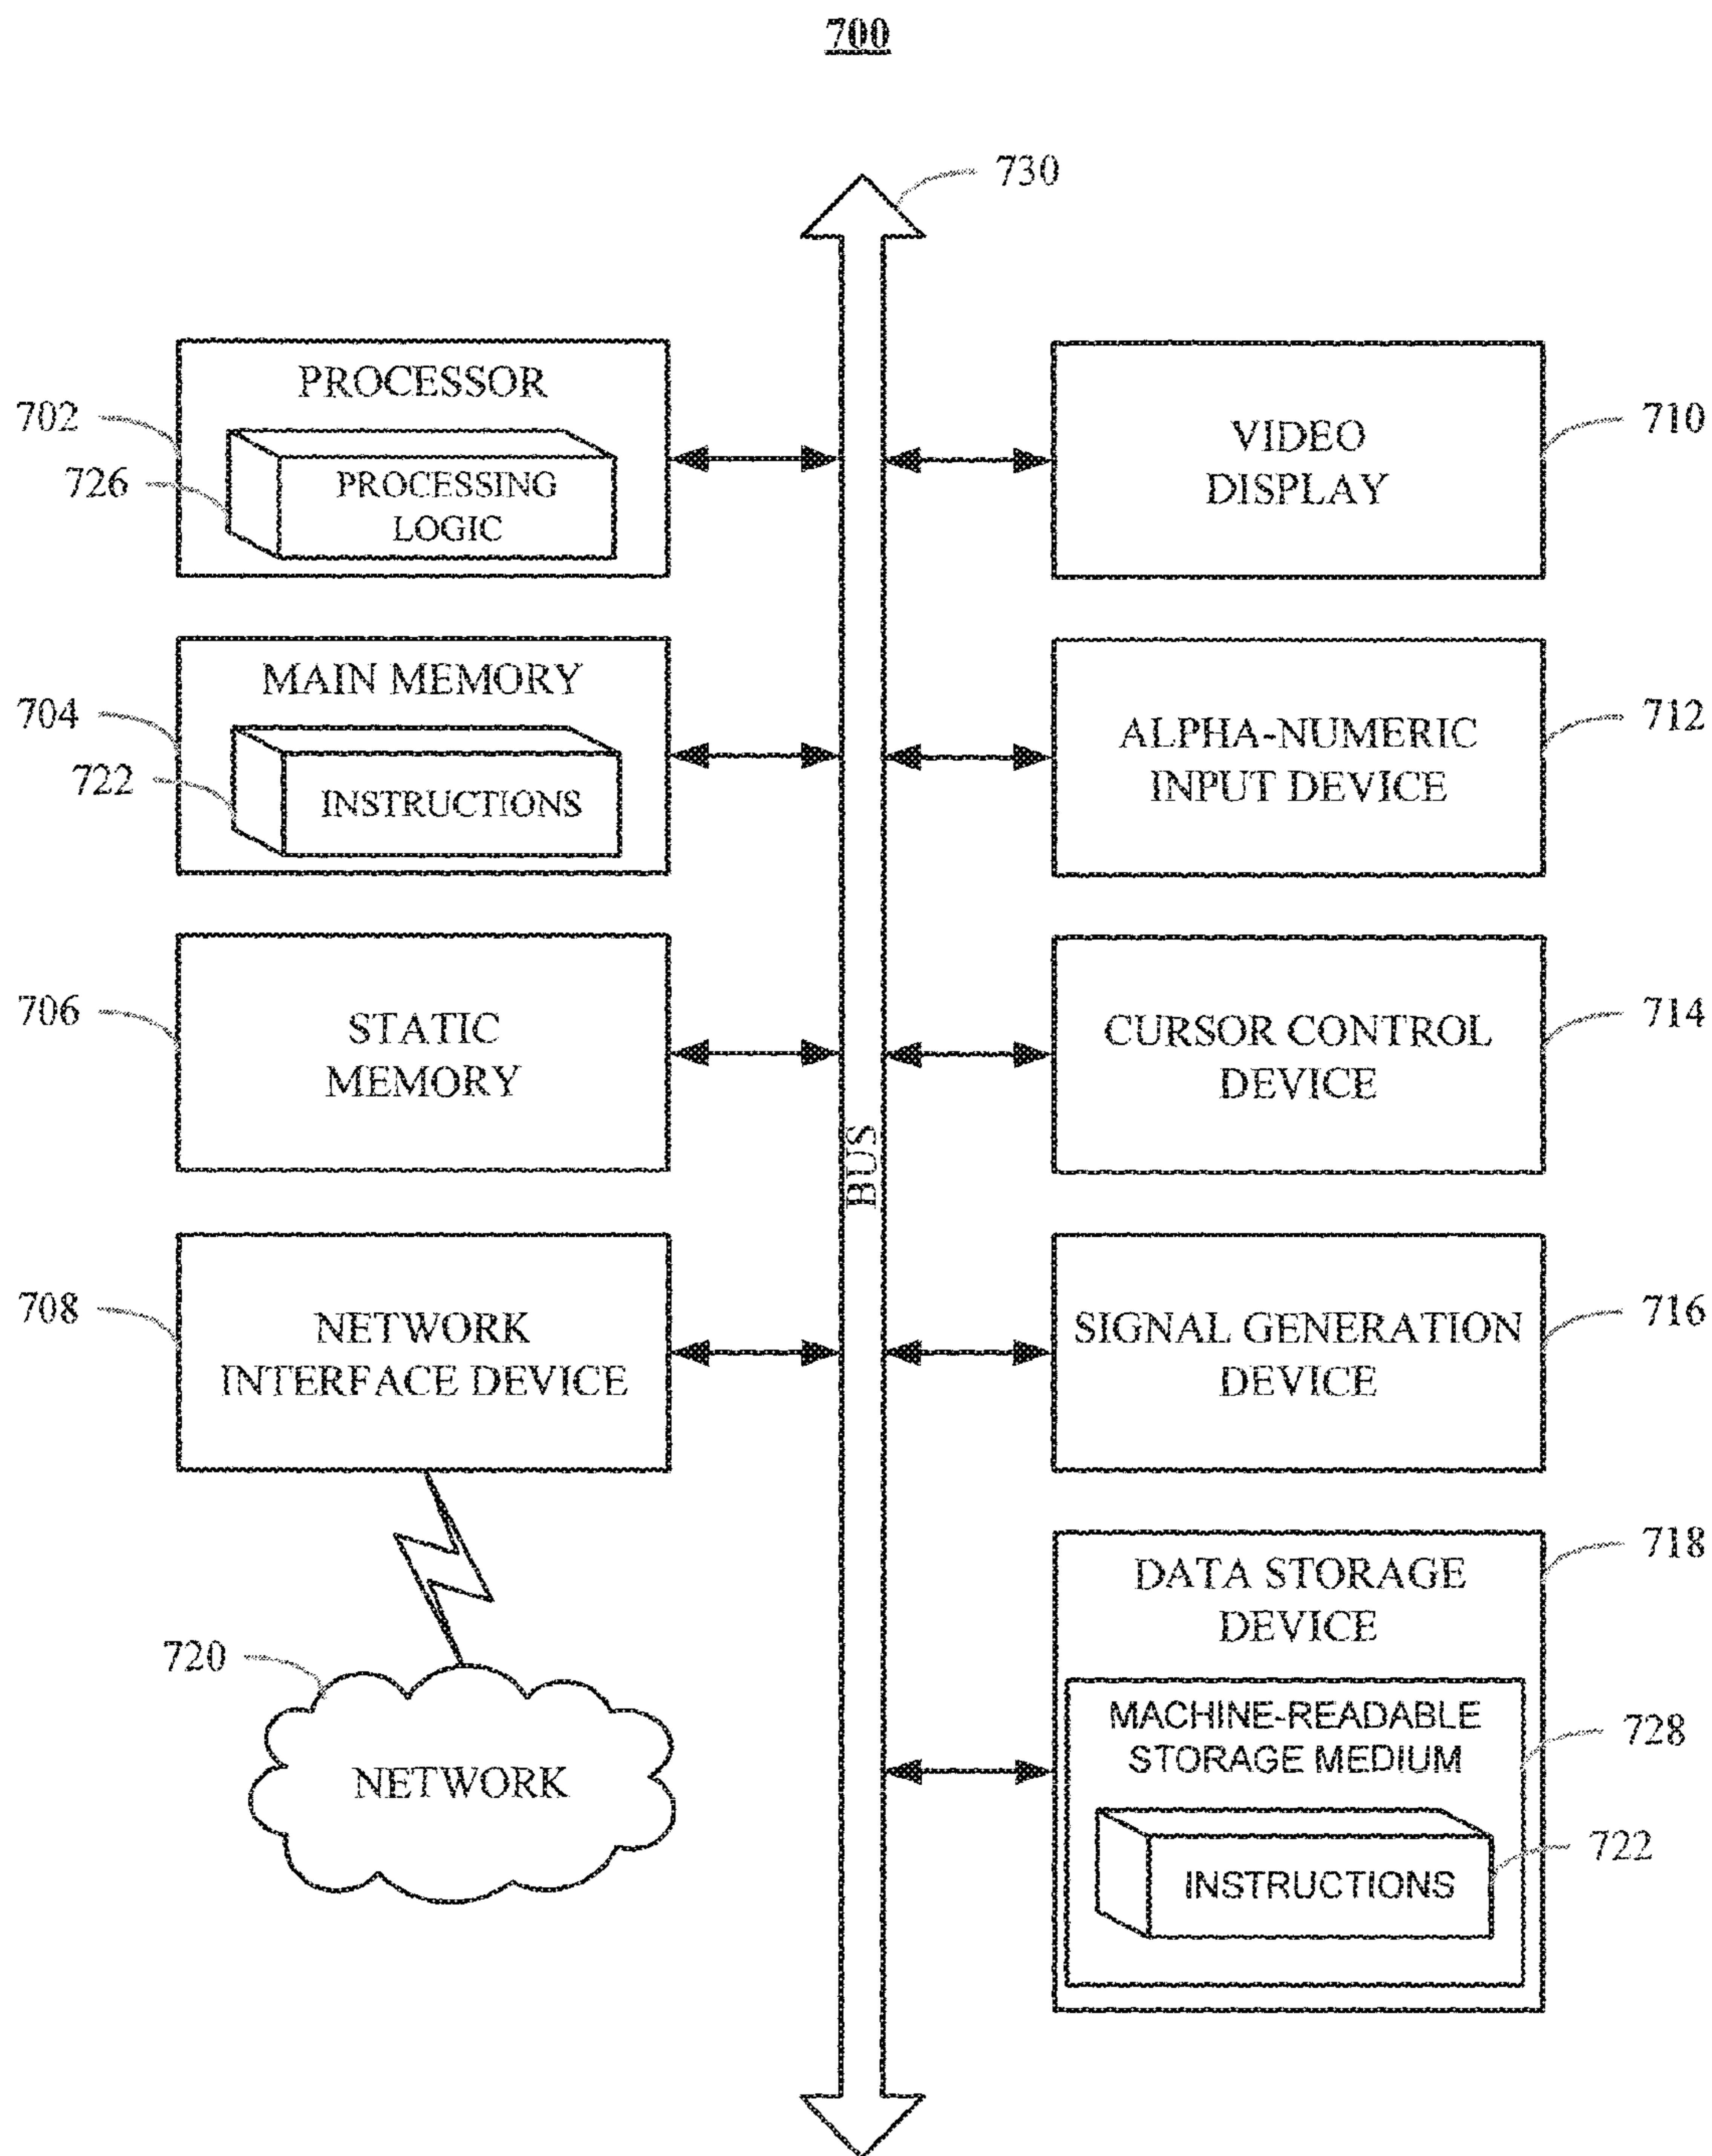 700
730
PROCESSOR
702
726
PROCESSING
LOGIC
VIDEO
DISPLAY
710
MAIN MEMORY
704
722
INSTRUCTIONS
ALPHA-NUMERIC
INPUT DEVICE
712
706
STATIC
MEMORY
CURSOR CONTROL
DEVICE
714
BUS
708
NETWORK
INTERFACE DEVICE
SIGNAL GENERATION
DEVICE
716
718
DATA STORAGE
DEVICE
720
NETWORK
MACHINE-READABLE
STORAGE MEDIUM
728
722
INSTRUCTIONS